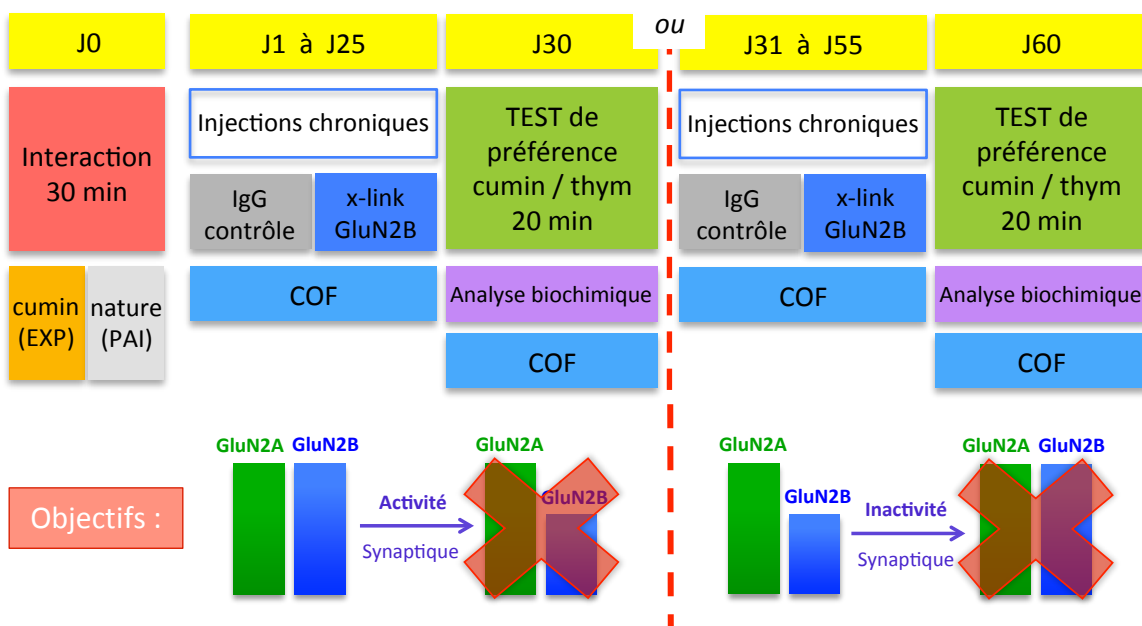 J0
J1 à J25
J30
ou
J31 à J55
J60
Interaction
30 min
cumin
(EXP)
nature
(PAI)
Injections chroniques
IgG
contrôle
x-link
GluN2B
COF
TEST de
préférence
cumin / thym
20 min
Analyse biochimique
COF
Injections chroniques
IgG
contrôle
x-link
GluN2B
COF
TEST de
préférence
cumin / thym
20 min
Analyse biochimique
COF
Objectifs :
GluN2A
GluN2B
Activité
Synaptique
GluN2A
GluN2B
GluN2A
GluN2B
Inactivité
Synaptique
GluN2A
GluN2B